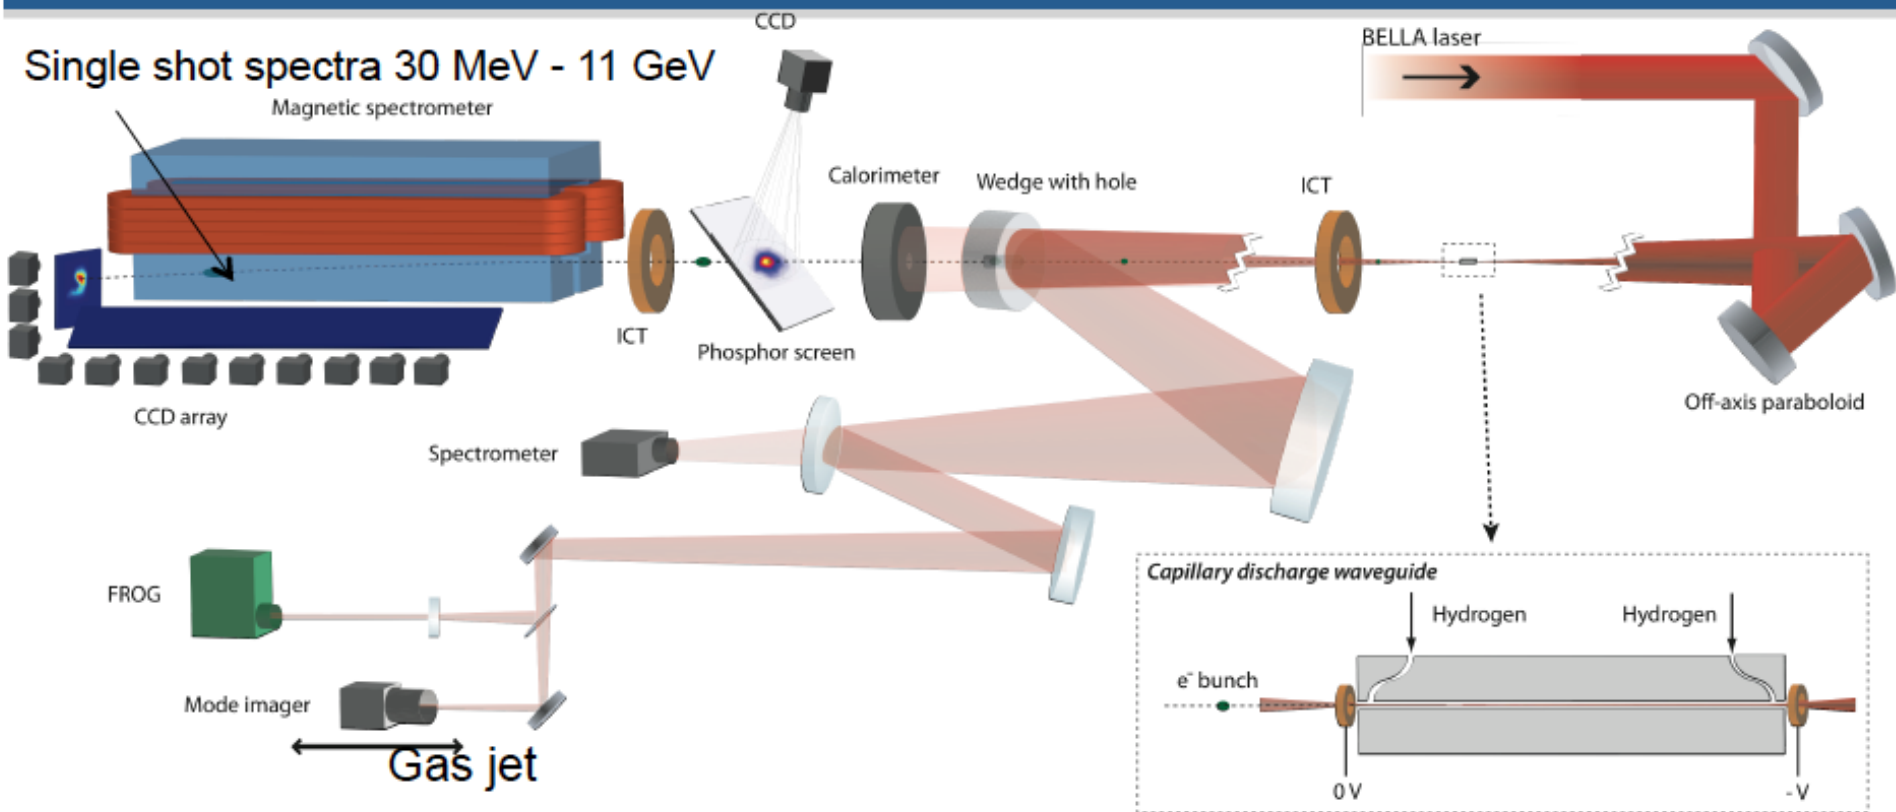 CCD
BELLA laser
Single shot spectra 30 MeV - 11 GeV
Magnetic spectrometer
Calorimeter
Wedge with hole
ICT
ICT
Phosphor screen
Off-axis paraboloid
CCD array
Spectrometer
Capillary discharge waveguide
FROG
Hydrogen
Hydrogen
e⁻ bunch
Mode imager
Gas jet
0 V
- V